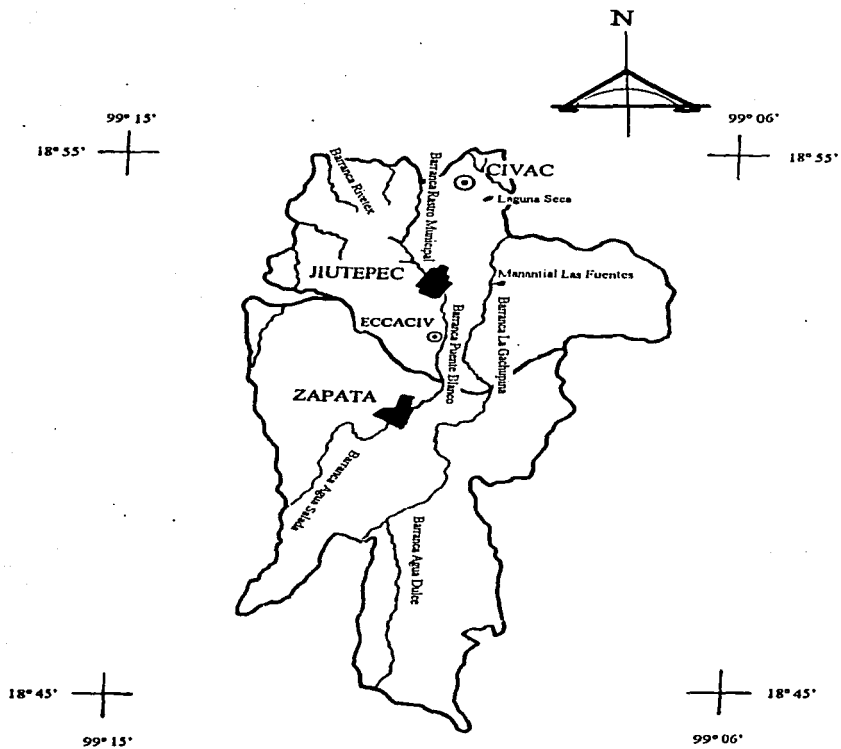 N
99° 15'
99° 06'
18° 55'
18° 55'
Barranca Rivetex
Barranca Rastro Municipal
CIVAC
Laguna Seca
JIUTEPEC
Manantial Las Fuentes
ECCACIV
Barranca Puente Blanco
Barranca La Gachupina
ZAPATA
Barranca Agua Salada
Barranca Agua Dulce
18° 45'
18° 45'
99° 15'
99° 06'